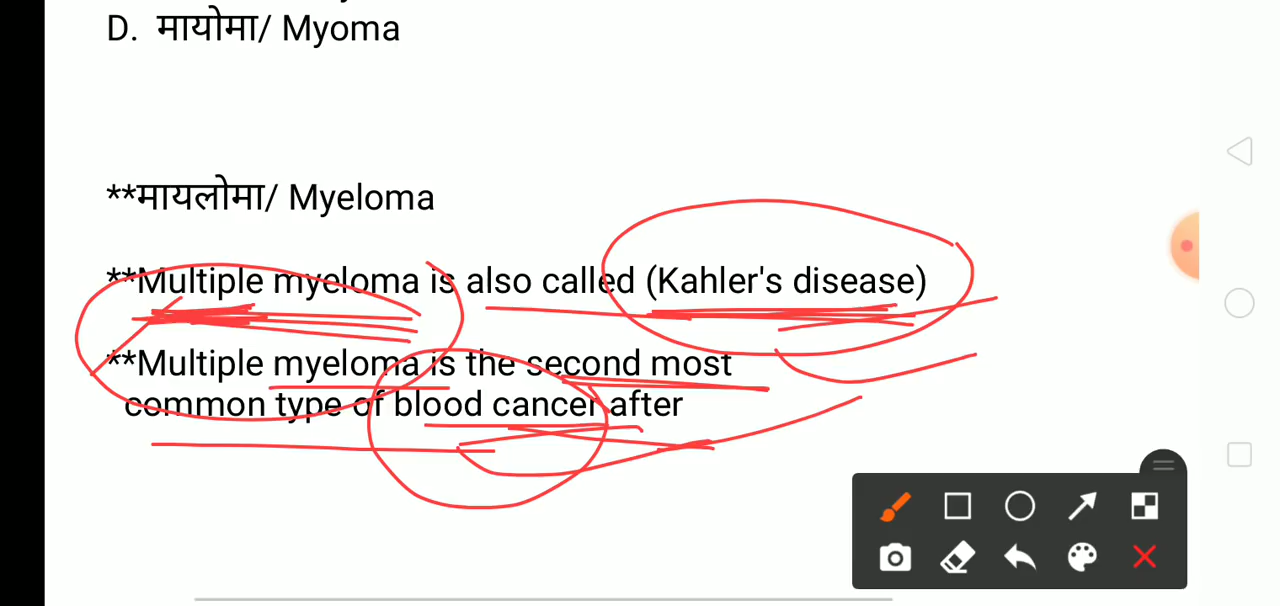 D. मायोमा/ Myoma
**मायलोमा/ Myeloma
**Multiple myeloma is also called (Kahler's disease)
**Multiple myeloma is the second most
common type of blood cancer after